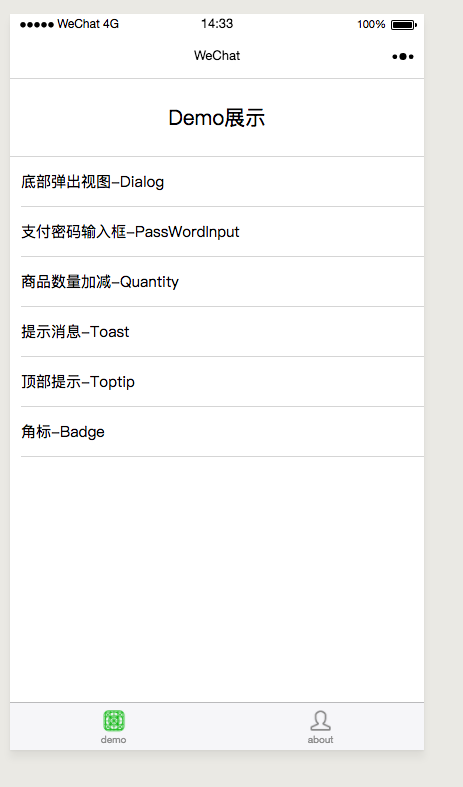 WeChat 4G 14:33 100%
WeChat
Demo展示
底部弹出视图-Dialog
支付密码输入框-PassWordInput
商品数量加减-Quantity
提示消息-Toast
顶部提示-Toptip
角标-Badge
demo about